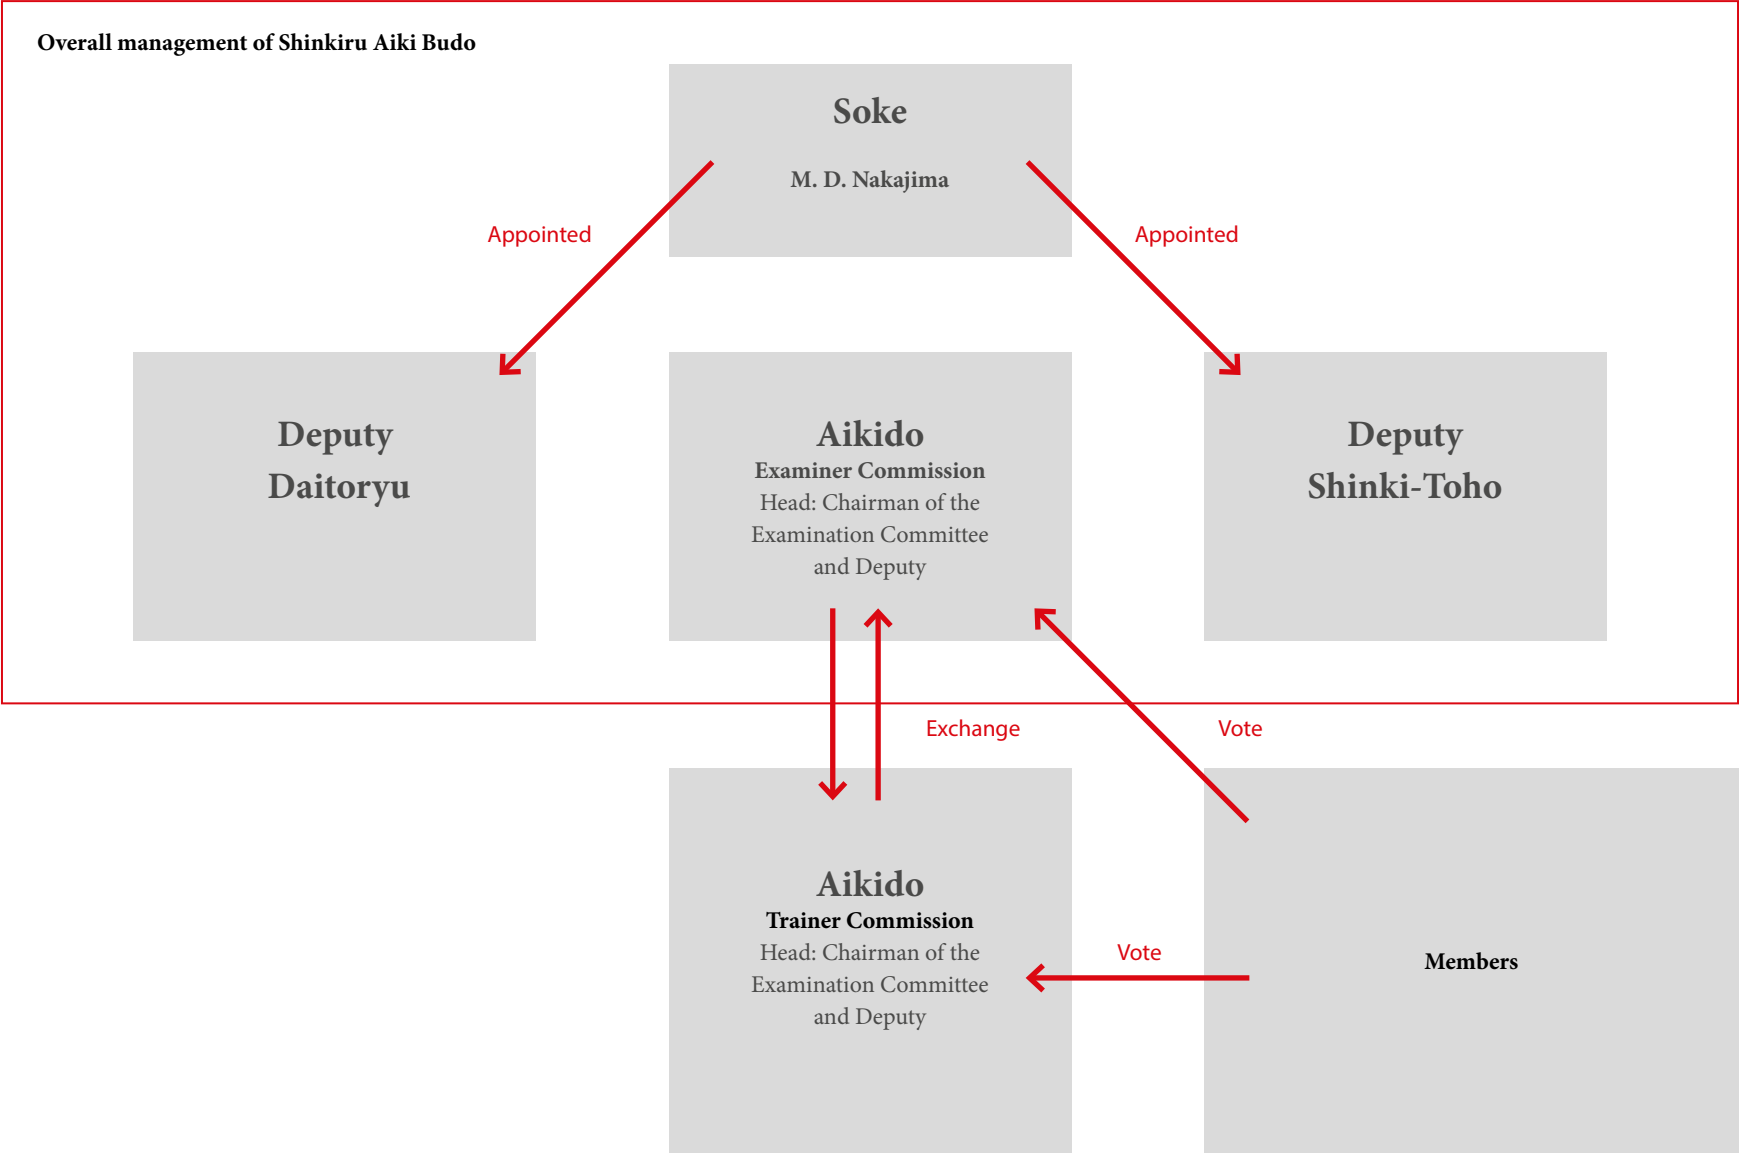 Overall management of Shinkiru Aiki Budo
Soke
M. D. Nakajima
Appointed
Appointed
Deputy
Daitoryu
Aikido
Examiner Commission
Head: Chairman of the
Examination Committee
and Deputy
Deputy
Shinki-Toho
Exchange
Vote
Aikido
Trainer Commission
Head: Chairman of the
Examination Committee
and Deputy
Vote
Members